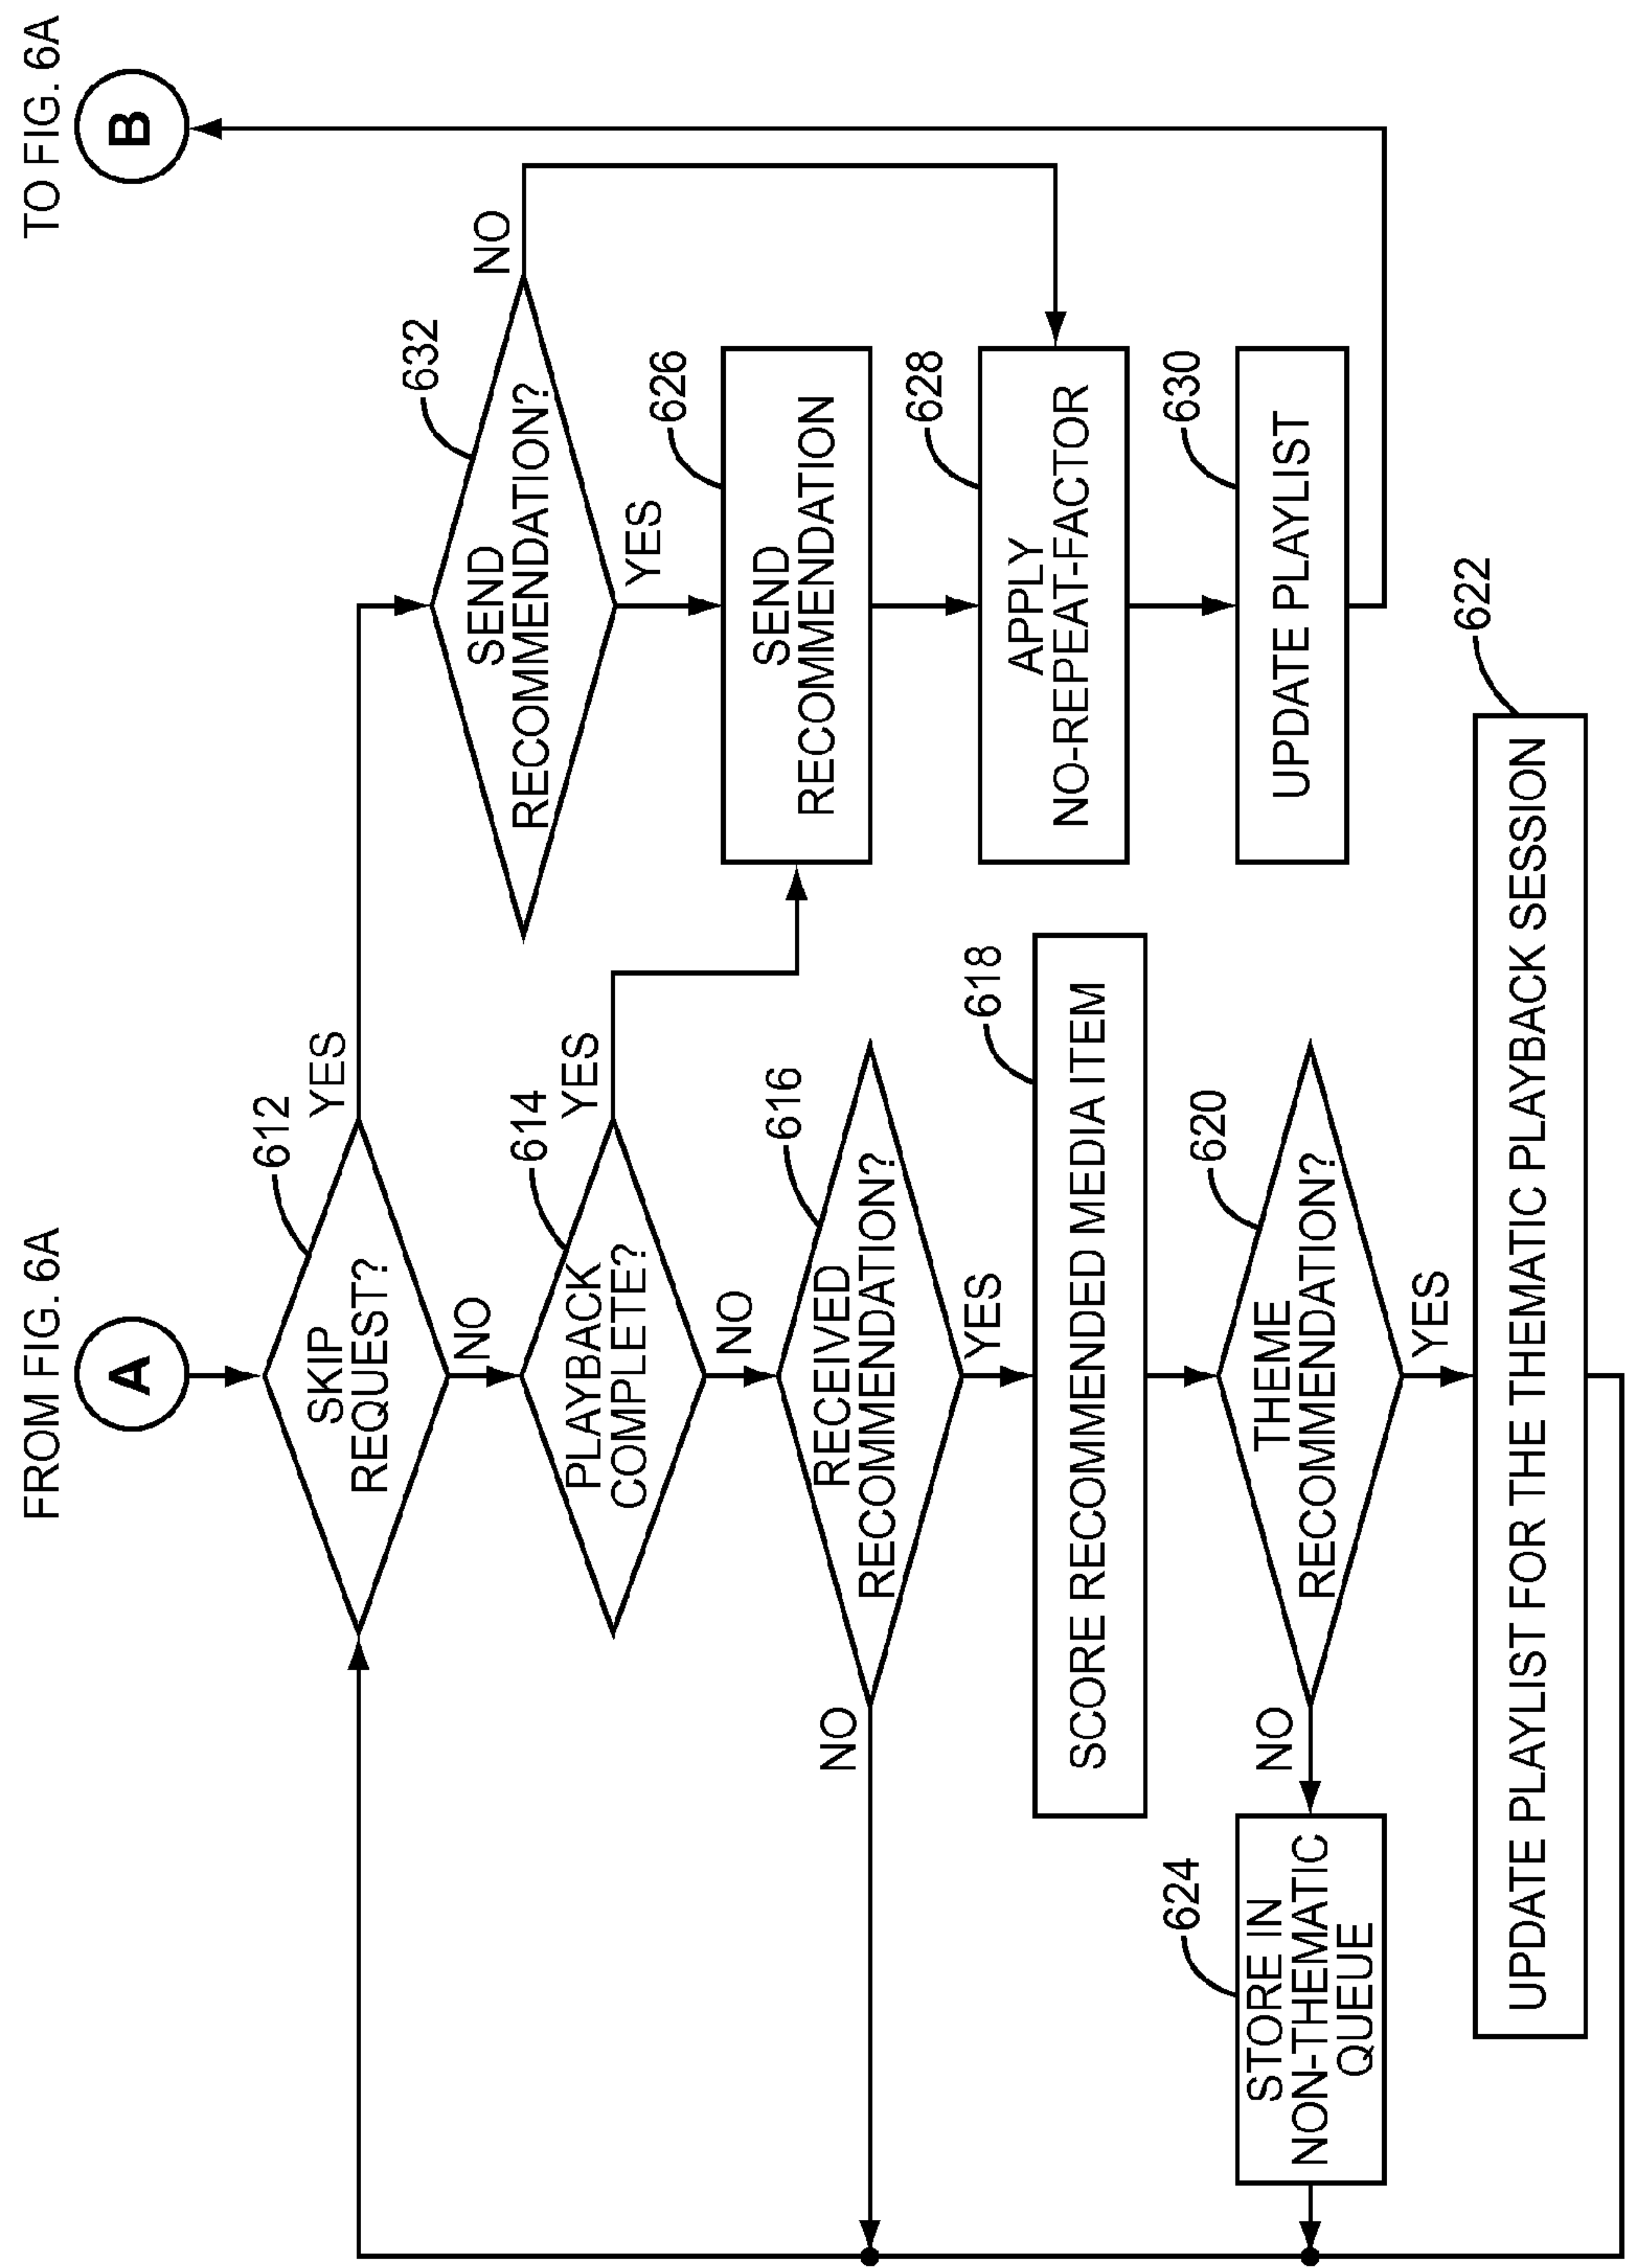 FROM FIG. 6A
A
TO FIG. 6A
B
612
SKIP
REQUEST?
YES
NO
614
PLAYBACK
COMPLETE?
YES
NO
616
RECEIVED
RECOMMENDATION?
NO
YES
618
SCORE RECOMMENDED MEDIA ITEM
620
THEME
RECOMMENDATION?
NO
YES
624
STORE IN
NON-THEMATIC
QUEUE
622
UPDATE PLAYLIST FOR THE THEMATIC PLAYBACK SESSION
632
SEND
RECOMMENDATION?
NO
YES
626
SEND
RECOMMENDATION
628
APPLY
NO-REPEAT-FACTOR
630
UPDATE PLAYLIST